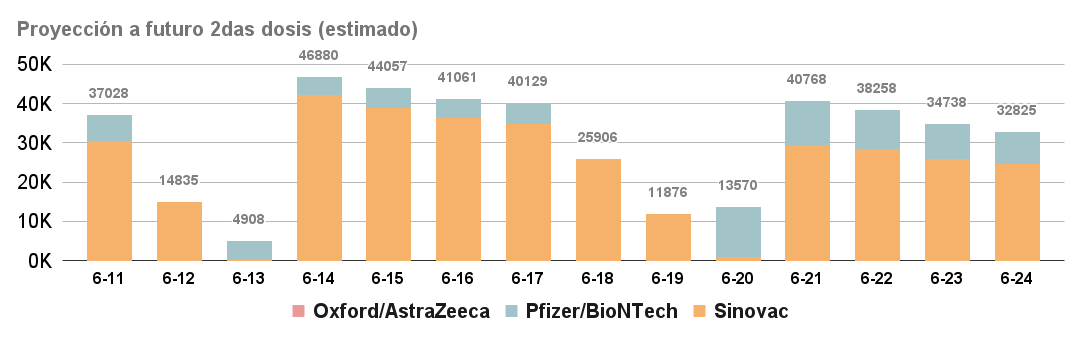 Proyección a futuro 2das dosis (estimado)
50K
40K
30K
20K
10K
0K
37028
14835
4908
46880
44057
41061
40129
25906
11876
13570
40768
38258
34738
32825
6-11 6-12 6-13 6-14 6-15 6-16 6-17 6-18 6-19 6-20 6-21 6-22 6-23 6-24
Oxford/AstraZeeca Pfizer/BioNTech Sinovac